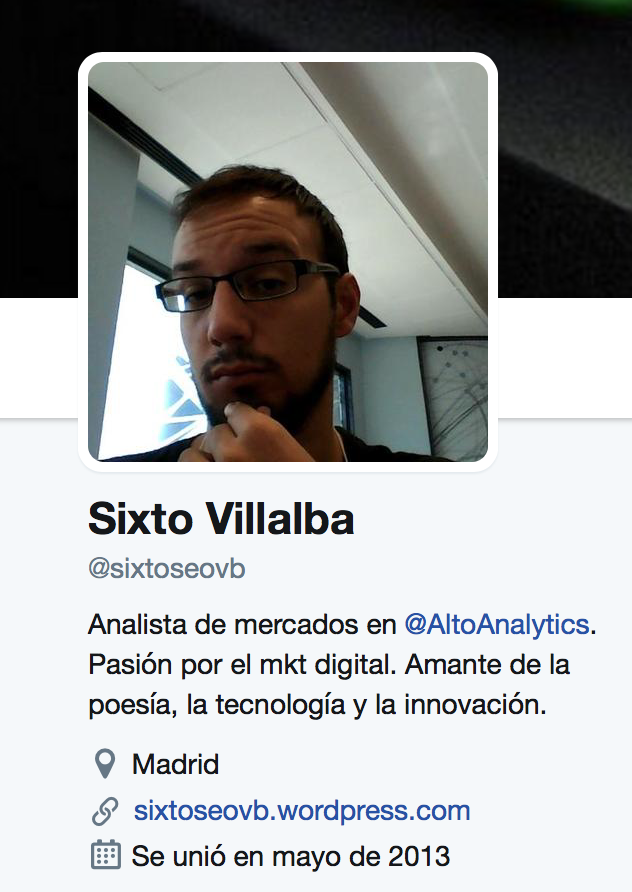 Sixto Villalba
@sixtoseovb
Analista de mercados en @AltoAnalytics.
Pasión por el mkt digital. Amante de la
poesía, la tecnología y la innovación.
Madrid
sixtoseovb.wordpress.com
Se unió en mayo de 2013